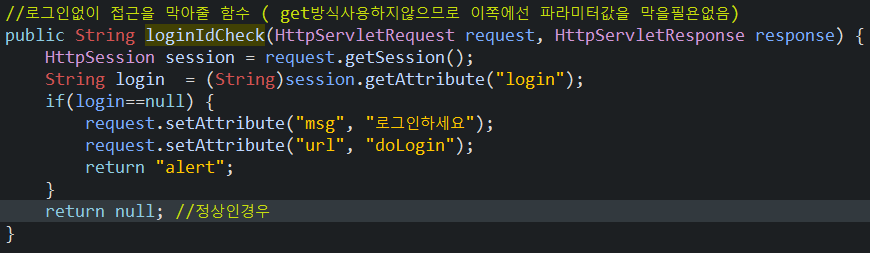 //로그인없이 접근을 막아줄 함수 ( get방식사용하지않으므로 이쪽에선 파라미터값을 막을필욘없음)
public String loginIdCheck(HttpServletRequest request, HttpServletResponse response) {
HttpSession session = request.getSession();
String login  = (String)session.getAttribute("login");
if(login==null) {
request.setAttribute("msg", "로그인하세요");
request.setAttribute("url", "doLogin");
return "alert";
}
return null; //정상인경우
}